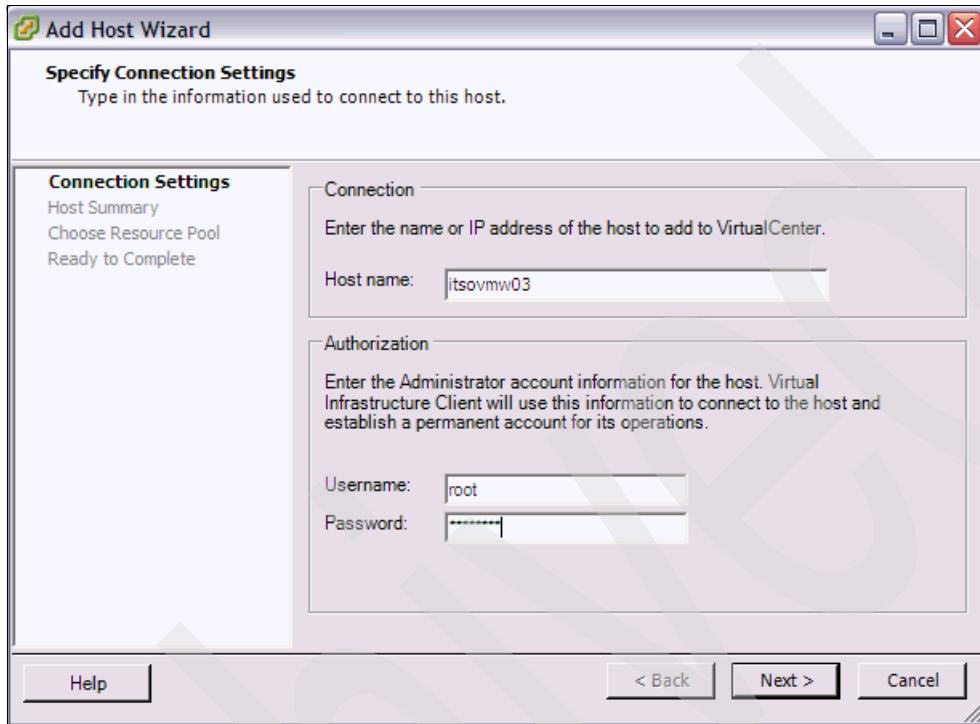 Add Host Wizard
Specify Connection Settings
Type in the information used to connect to this host.
Connection Settings
Host Summary
Choose Resource Pool
Ready to Complete
Connection
Enter the name or IP address of the host to add to VirtualCenter.
Host name: itsovmw03
Authorization
Enter the Administrator account information for the host. Virtual
Infrastructure Client will use this information to connect to the host and
establish a permanent account for its operations.
Username: root
Password: ********
Help
< Back
Next >
Cancel